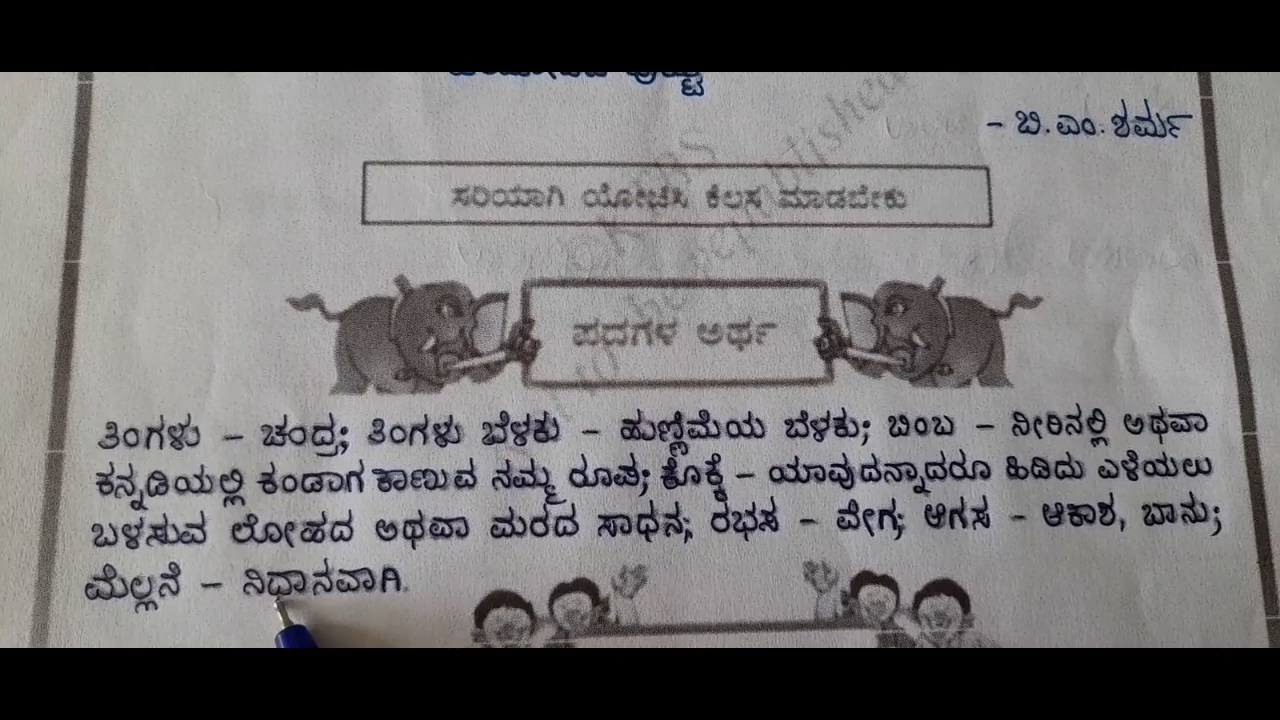 ಪುಟ್ಟ
- ಬಿ.ಎಂ. ಶರ್ಮ
ಸರಿಯಾಗಿ ಯೋಚಿಸಿ ಕೆಲಸ ಮಾಡಬೇಕು
ಪದಗಳ ಅರ್ಥ
ತಿಂಗಳು - ಚಂದ್ರ; ತಿಂಗಳು ಬೆಳಕು - ಹುಣ್ಣಿಮೆಯ ಬೆಳಕು; ಬಿಂಬ - ನೀರಿನಲ್ಲಿ ಅಥವಾ
ಕನ್ನಡಿಯಲ್ಲಿ ಕಂಡಾಗ ಕಾಣುವ ನಮ್ಮ ರೂಪ; ಕೊಕ್ಕೆ - ಯಾವುದನ್ನಾದರೂ ಹಿಡಿದು ಎಳೆಯಲು
ಬಳಸುವ ಲೋಹದ ಅಥವಾ ಮರದ ಸಾಧನ; ರಭಸ - ವೇಗ; ಆಗಸ - ಆಕಾಶ, ಬಾನು;
ಮೆಲ್ಲನೆ - ನಿಧಾನವಾಗಿ.